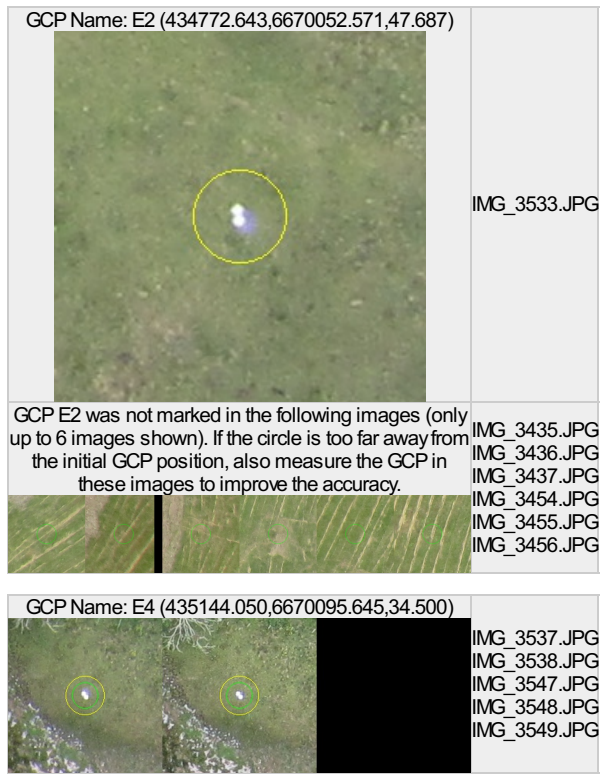 GCP Name: E2 (434772.643,6670052.571,47.687)
IMG_3533.JPG
GCP E2 was not marked in the following images (only
up to 6 images shown). If the circle is too far away from
the initial GCP position, also measure the GCP in
these images to improve the accuracy.
IMG_3435.JPG
IMG_3436.JPG
IMG_3437.JPG
IMG_3454.JPG
IMG_3455.JPG
IMG_3456.JPG
GCP Name: E4 (435144.050,6670095.645,34.500)
IMG_3537.JPG
IMG_3538.JPG
IMG_3547.JPG
IMG_3548.JPG
IMG_3549.JPG